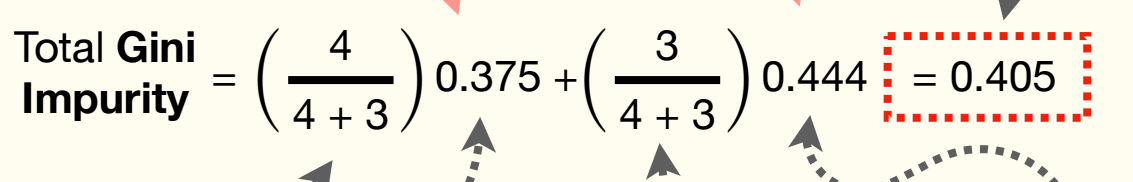 Total Gini Impurity = (4 / (4 + 3)) 0.375 + (3 / (4 + 3)) 0.444 = 0.405